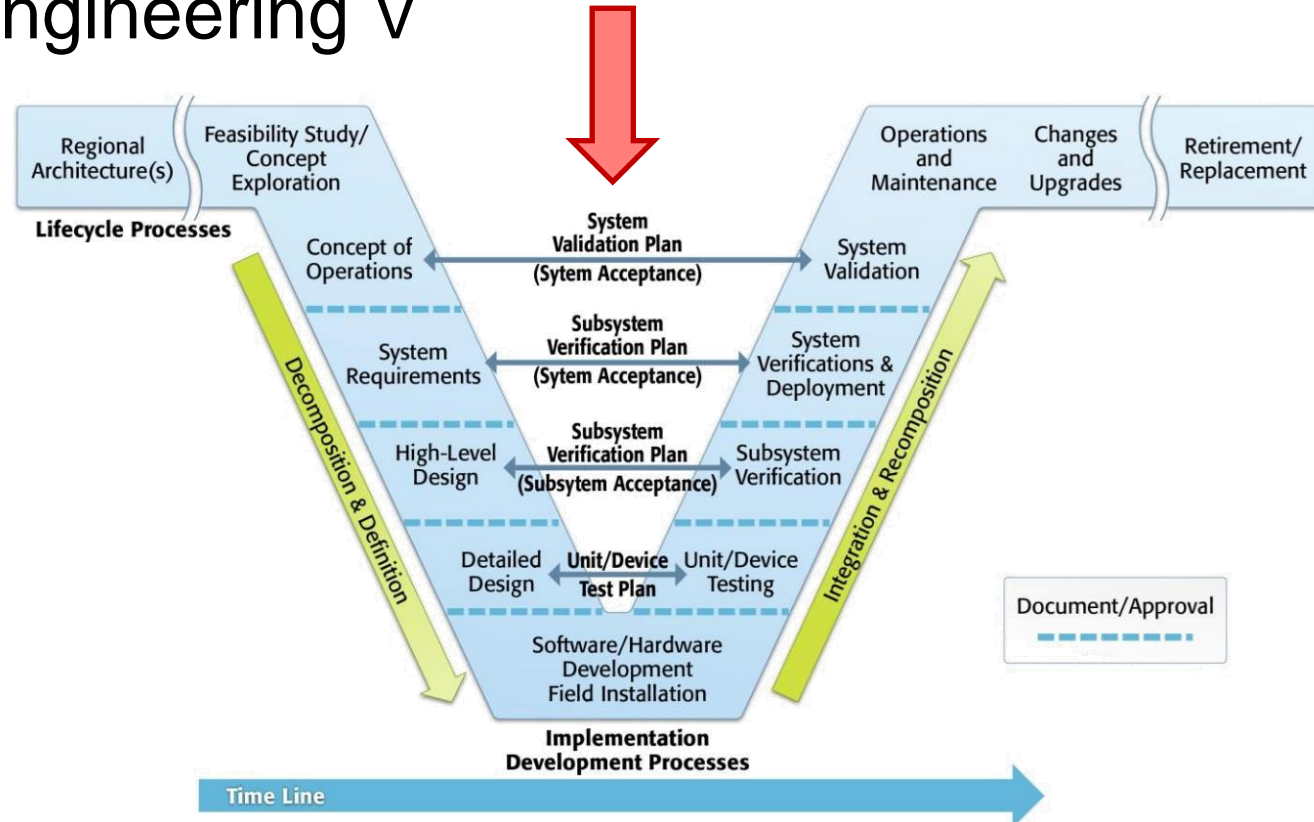 ngineering V
Regional
Architecture(s)
Feasibility Study/
Concept
Exploration
Operations
and
Maintenance
Changes
and
Upgrades
Retirement/
Replacement
Lifecycle Processes
Concept of
Operations
System
Validation Plan
(Sytem Acceptance)
System
Validation
System
Requirements
Subsystem
Verification Plan
(Sytem Acceptance)
System
Verifications &
Deployment
High-Level
Design
Subsystem
Verification Plan
(Subsytem Acceptance)
Subsystem
Verification
Detailed
Design
Unit/Device
Test Plan
Unit/Device
Testing
Decomposition & Definition
Integration & Recomposition
Software/Hardware
Development
Field Installation
Document/Approval
Implementation
Development Processes
Time Line